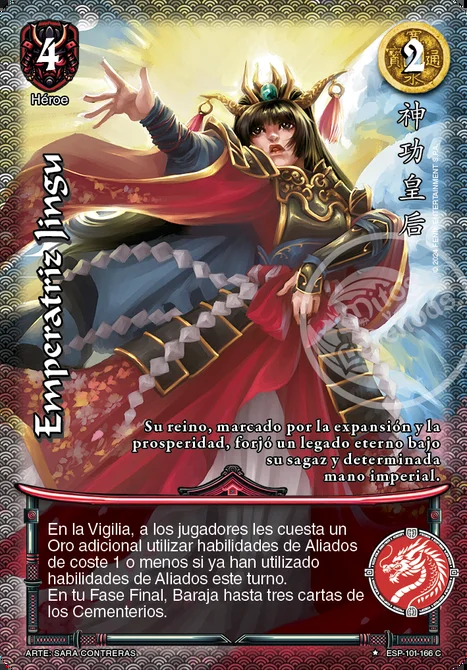 4
Héroe
2
神功皇后
Emperatriz Jingu
Su reino, marcado por la expansión y la
prosperidad, forjó un legado eterno bajo
su sagaz y determinada
mano imperial.
En la Vigilia, a los jugadores les cuesta un
Oro adicional utilizar habilidades de Aliados
de coste 1 o menos si ya han utilizado
habilidades de Aliados este turno.
En tu Fase Final, Baraja hasta tres cartas de
los Cementerios.
ARTE: SARA CONTRERAS
ESP-101-166 C